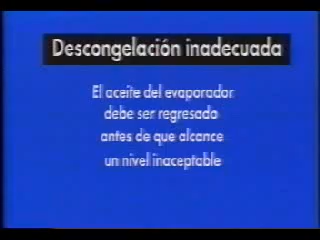 Descongelación inadecuada
El aceite del evaporador
debe ser regresado
antes de que alcance
un nivel inaceptable